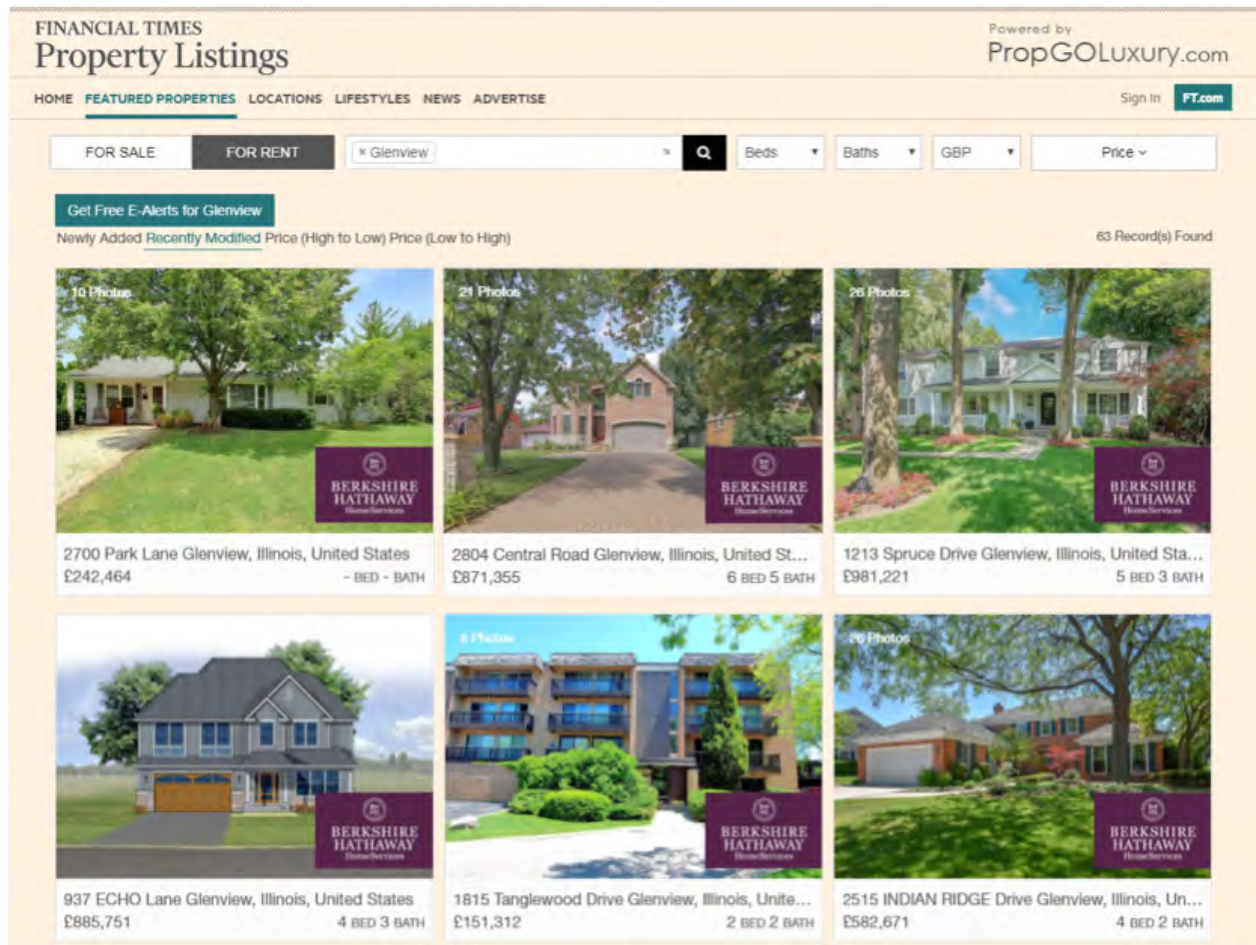 FINANCIAL TIMES
Property Listings
Powered by
PropGOLuxury.com
HOME FEATURED PROPERTIES LOCATIONS LIFESTYLES NEWS ADVERTISE
Sign In FT.com
FOR SALE FOR RENT × Glenview × Beds Baths GBP Price
Get Free E-Alerts for Glenview
Newly Added Recently Modified Price (High to Low) Price (Low to High)
63 Record(s) Found
10 Photos
BERKSHIRE
HATHAWAY
HomeServices
2700 Park Lane Glenview, Illinois, United States
£242,464 - BED - BATH
21 Photos
BERKSHIRE
HATHAWAY
HomeServices
2804 Central Road Glenview, Illinois, United St...
£871,355 6 BED 5 BATH
26 Photos
BERKSHIRE
HATHAWAY
HomeServices
1213 Spruce Drive Glenview, Illinois, United Sta...
£981,221 5 BED 3 BATH
BERKSHIRE
HATHAWAY
HomeServices
937 ECHO Lane Glenview, Illinois, United States
£885,751 4 BED 3 BATH
Photos
BERKSHIRE
HATHAWAY
HomeServices
1815 Tanglewood Drive Glenview, Illinois, Unite...
£151,312 2 BED 2 BATH
26 Photos
BERKSHIRE
HATHAWAY
HomeServices
2515 INDIAN RIDGE Drive Glenview, Illinois, Un...
£582,671 4 BED 2 BATH